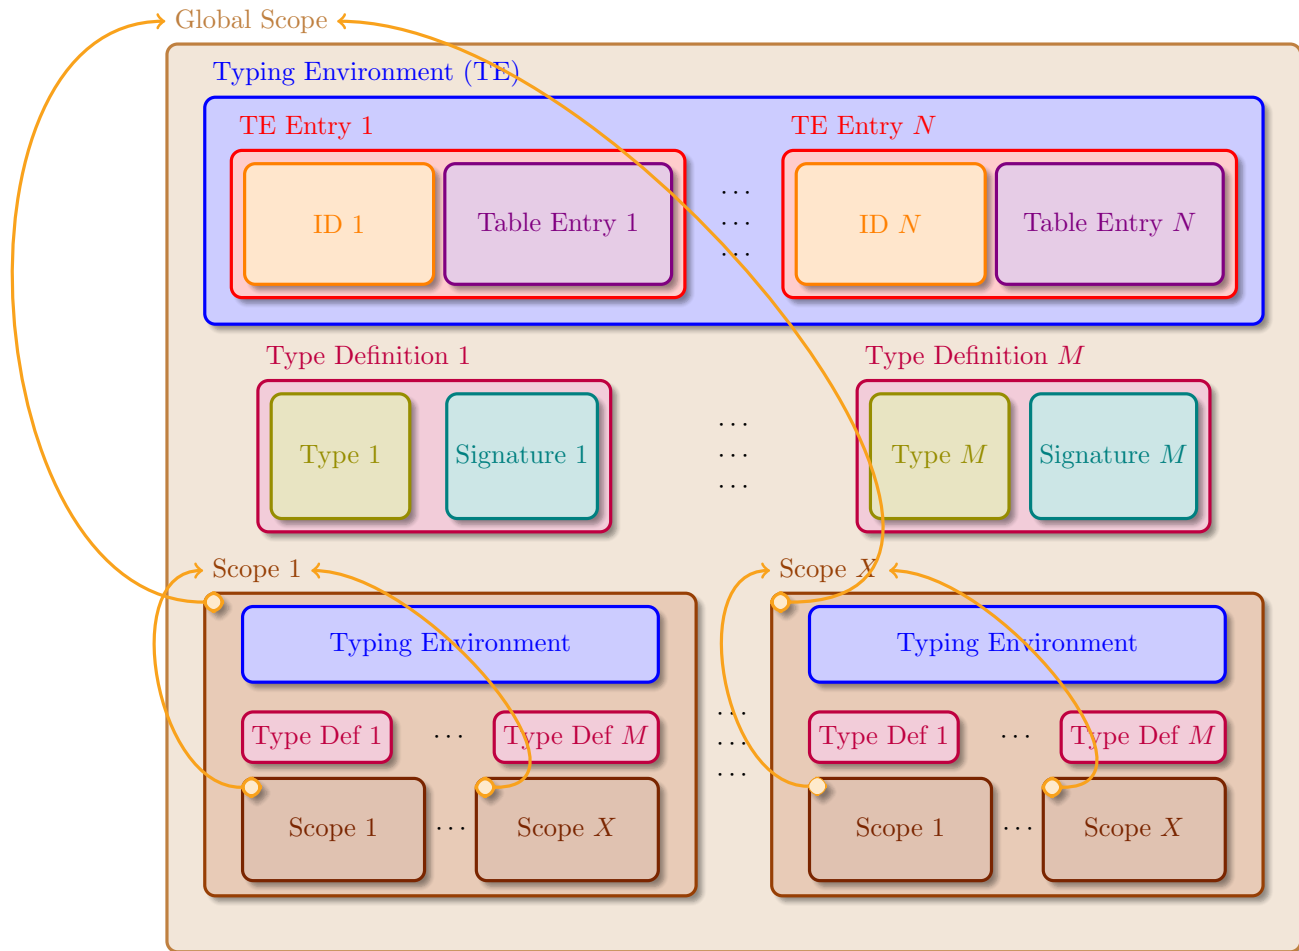 Global Scope
Typing Environment (TE)
TE Entry 1
TE Entry N
ID 1
Table Entry 1
...
...
...
ID N
Table Entry N
Type Definition 1
Type Definition M
Type 1
Signature 1
...
...
...
Type M
Signature M
Scope 1
Scope X
Typing Environment
Typing Environment
Type Def 1
...
Type Def M
...
...
...
Type Def 1
...
Type Def M
Scope 1
...
Scope X
Scope 1
...
Scope X